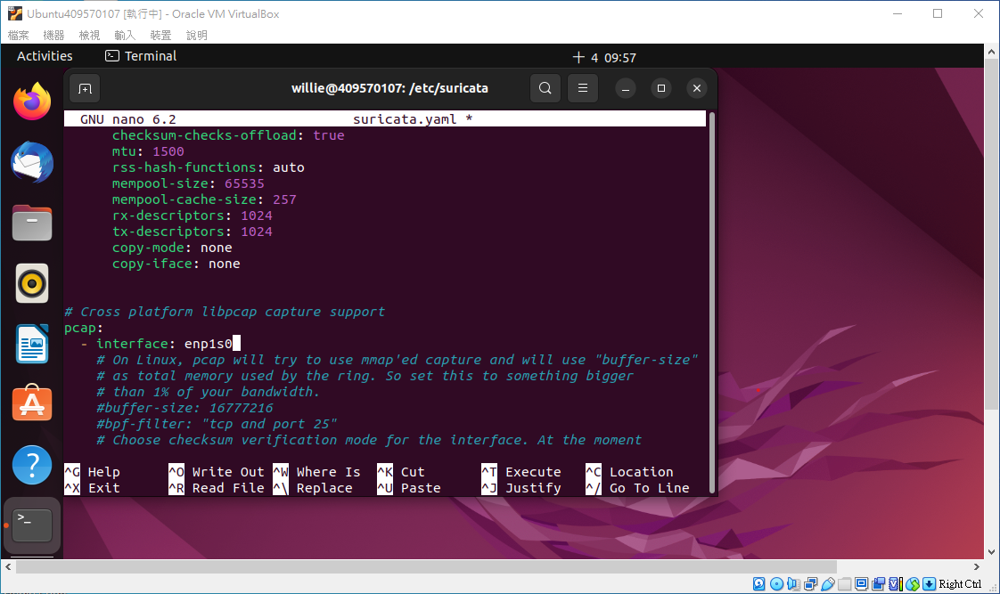 Ubuntu409570107 [執行中] - Oracle VM VirtualBox
檔案 機器 檢視 輸入 裝置 說明
Activities Terminal 十 4 09:57
willie@409570107: /etc/suricata
GNU nano 6.2 suricata.yaml *
checksum-checks-offload: true
mtu: 1500
rss-hash-functions: auto
mempool-size: 65535
mempool-cache-size: 257
rx-descriptors: 1024
tx-descriptors: 1024
copy-mode: none
copy-iface: none
# Cross platform libpcap capture support
pcap:
- interface: enp1s0
# On Linux, pcap will try to use mmap'ed capture and will use "buffer-size"
# as total memory used by the ring. So set this to something bigger
# than 1% of your bandwidth.
#buffer-size: 16777216
#bpf-filter: "tcp and port 25"
# Choose checksum verification mode for the interface. At the moment
^G Help ^O Write Out ^W Where Is ^K Cut ^T Execute ^C Location
^X Exit ^R Read File ^\ Replace ^U Paste ^J Justify ^/ Go To Line
Right Ctrl